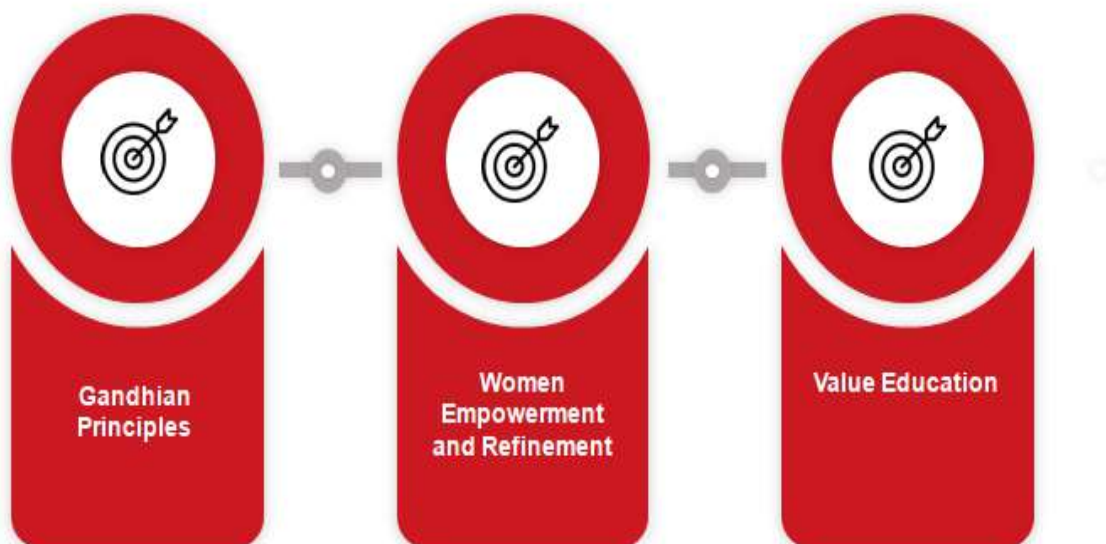 Gandhian
Principles
Women
Empowerment
and Refinement
Value Education